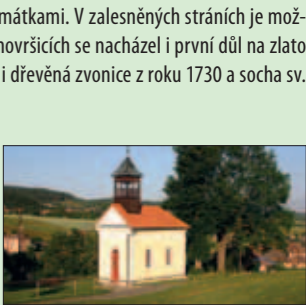 mátkami. V zalesněných stráních je mož-
novršicích se nacházel i první důl na zlato
i dřevěná zvonice z roku 1730 a socha sv.